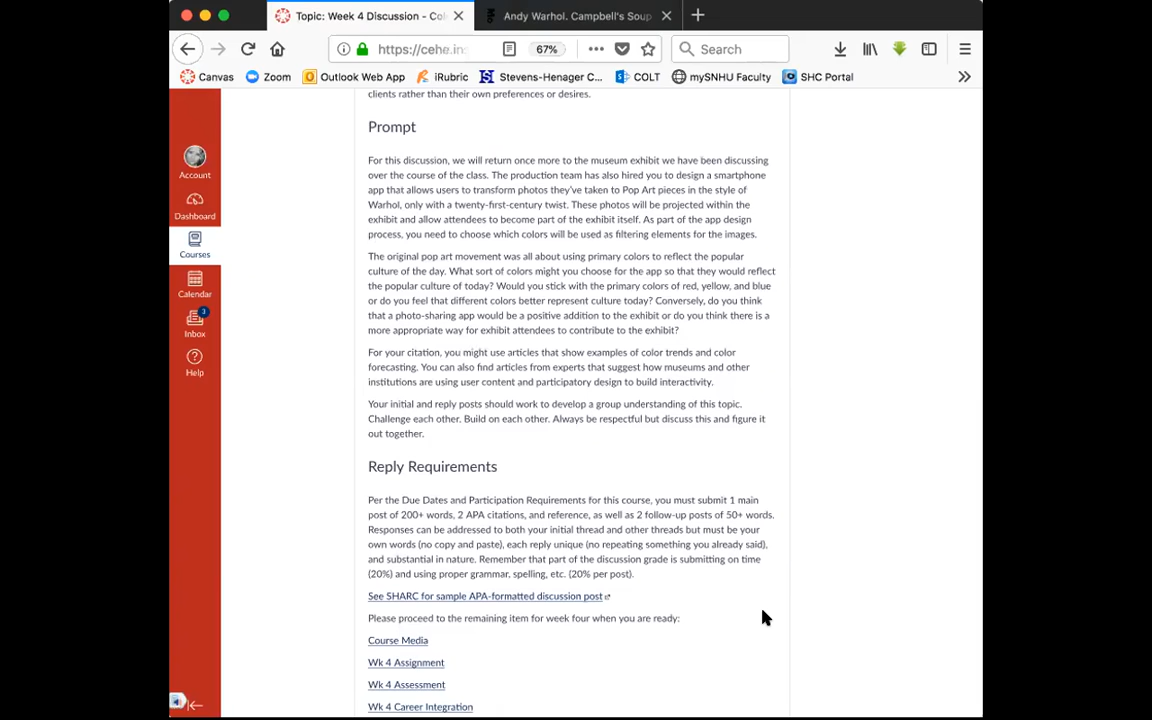 Topic: Week 4 Discussion - Col
Andy Warhol. Campbell's Soup
https://cehe.ins
67%
Search
Canvas
Zoom
Outlook Web App
iRubric
Stevens-Henager C...
COLT
mySNHU Faculty
SHC Portal
Account
Dashboard
Courses
Calendar
3
Inbox
Help
clients rather than their own preferences or desires.
Prompt
For this discussion, we will return once more to the museum exhibit we have been discussing
over the course of the class. The production team has also hired you to design a smartphone
app that allows users to transform photos they've taken to Pop Art pieces in the style of
Warhol, only with a twenty-first-century twist. These photos will be projected within the
exhibit and allow attendees to become part of the exhibit itself. As part of the app design
process, you need to choose which colors will be used as filtering elements for the images.
The original pop art movement was all about using primary colors to reflect the popular
culture of the day. What sort of colors might you choose for the app so that they would reflect
the popular culture of today? Would you stick with the primary colors of red, yellow, and blue
or do you feel that different colors better represent culture today? Conversely, do you think
that a photo-sharing app would be a positive addition to the exhibit or do you think there is a
more appropriate way for exhibit attendees to contribute to the exhibit?
For your citation, you might use articles that show examples of color trends and color
forecasting. You can also find articles from experts that suggest how museums and other
institutions are using user content and participatory design to build interactivity.
Your initial and reply posts should work to develop a group understanding of this topic.
Challenge each other. Build on each other. Always be respectful but discuss this and figure it
out together.
Reply Requirements
Per the Due Dates and Participation Requirements for this course, you must submit 1 main
post of 200+ words, 2 APA citations, and reference, as well as 2 follow-up posts of 50+ words.
Responses can be addressed to both your initial thread and other threads but must be your
own words (no copy and paste), each reply unique (no repeating something you already said),
and substantial in nature. Remember that part of the discussion grade is submitting on time
(20%) and using proper grammar, spelling, etc. (20% per post).
See SHARC for sample APA-formatted discussion post
Please proceed to the remaining item for week four when you are ready:
Course Media
Wk 4 Assignment
Wk 4 Assessment
Wk 4 Career Integration